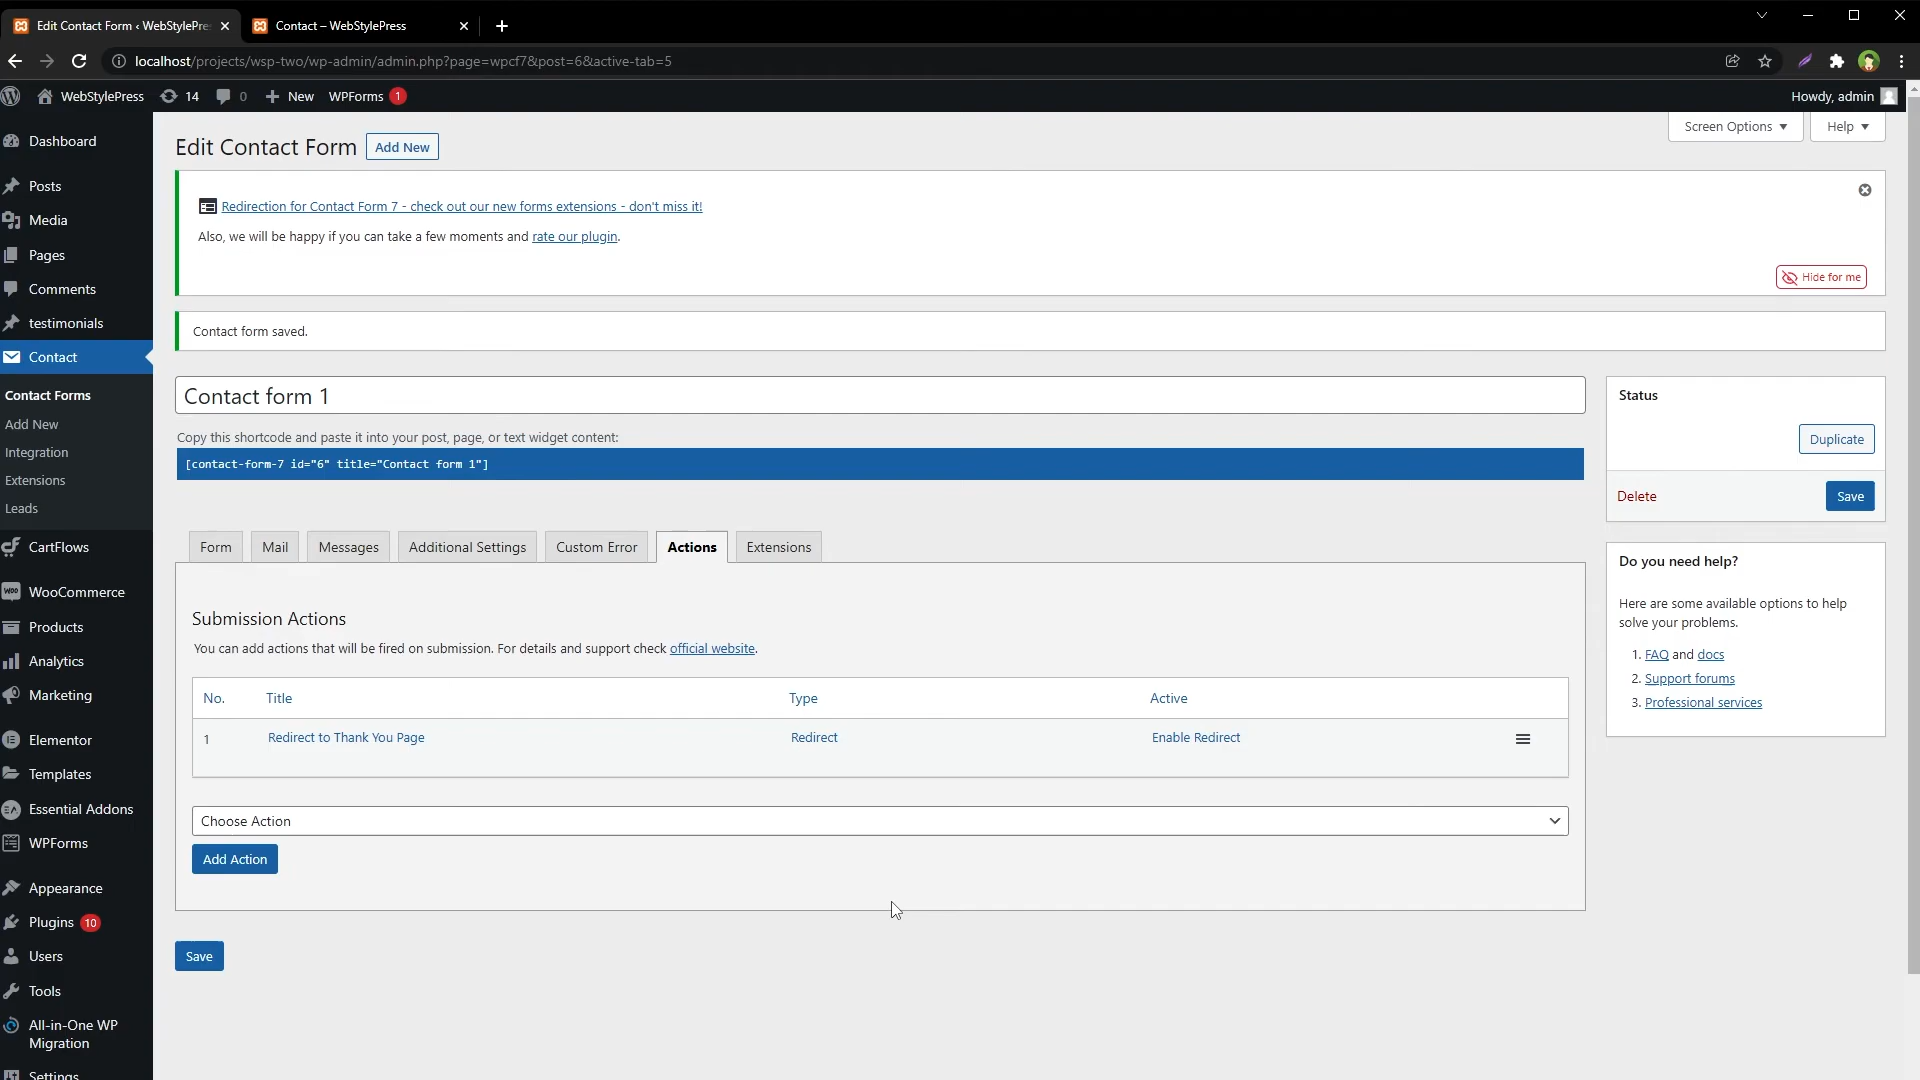 Edit Contact Form ‹ WebStylePre
Contact – WebStylePress
localhost/projects/wsp-two/wp-admin/admin.php?page=wpcf7&post=6&active-tab=5
WebStylePress
14
0
New
WPForms 1
Howdy, admin
Dashboard
Posts
Media
Pages
Comments
testimonials
Contact
Contact Forms
Add New
Integration
Extensions
Leads
CartFlows
WooCommerce
Products
Analytics
Marketing
Elementor
Templates
Essential Addons
WPForms
Appearance
Plugins 10
Users
Tools
All-in-One WP
Migration
Settings
Screen Options
Help
Edit Contact Form
Add New
Redirection for Contact Form 7 - check out our new forms extensions - don't miss it!
Also, we will be happy if you can take a few moments and rate our plugin.
Hide for me
Contact form saved.
Contact form 1
Copy this shortcode and paste it into your post, page, or text widget content:
[contact-form-7 id="6" title="Contact form 1"]
Form
Mail
Messages
Additional Settings
Custom Error
Actions
Extensions
Submission Actions
You can add actions that will be fired on submission. For details and support check official website.
No. Title Type Active
1 Redirect to Thank You Page Redirect Enable Redirect
Choose Action
Add Action
Save
Status
Duplicate
Delete
Save
Do you need help?
Here are some available options to help
solve your problems.
1. FAQ and docs
2. Support forums
3. Professional services